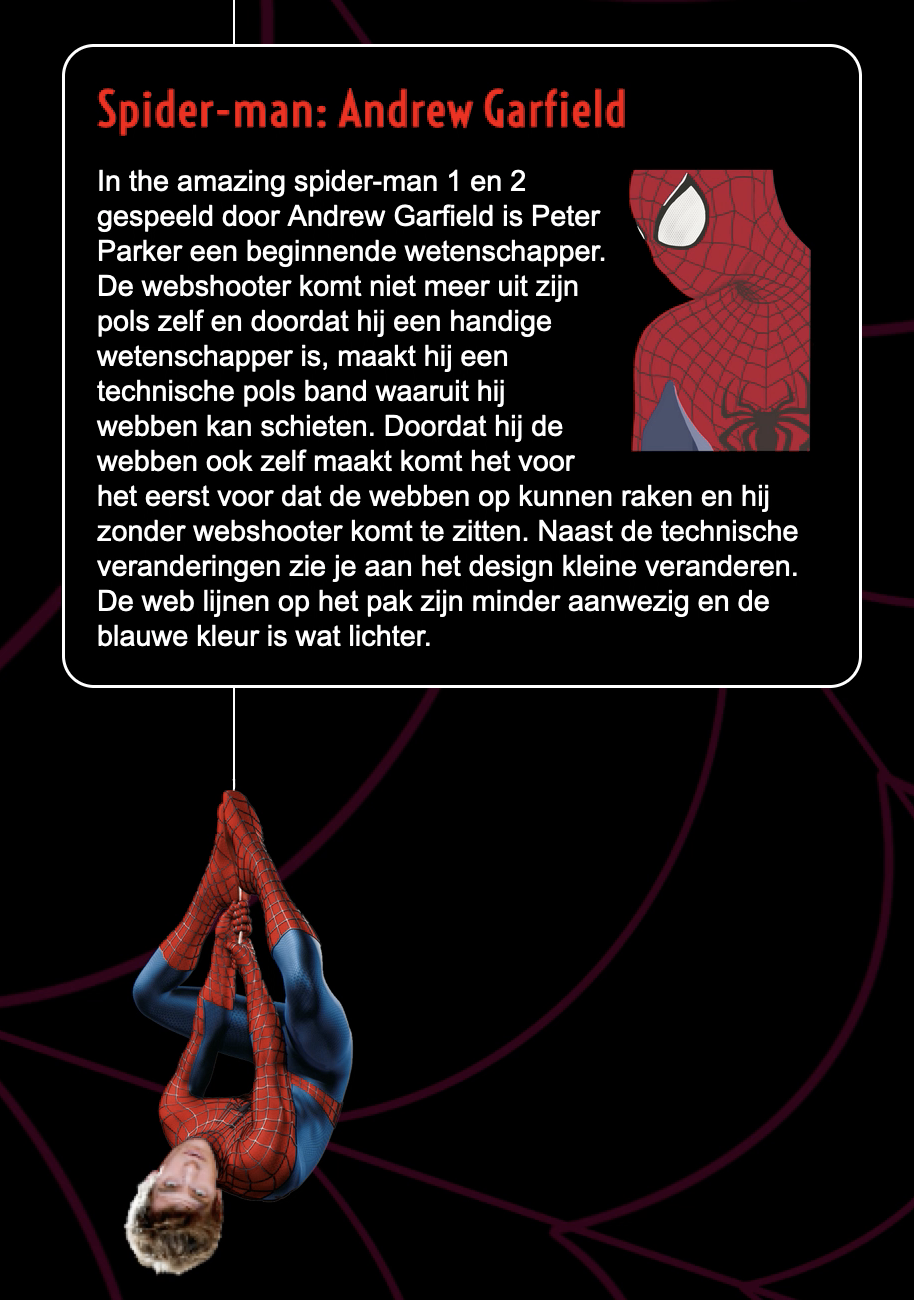 Spider-man: Andrew Garfield
In the amazing spider-man 1 en 2
gespeeld door Andrew Garfield is Peter
Parker een beginnende wetenschapper.
De webshooter komt niet meer uit zijn
pols zelf en doordat hij een handige
wetenschapper is, maakt hij een
technische pols band waaruit hij
webben kan schieten. Doordat hij de
webben ook zelf maakt komt het voor
het eerst voor dat de webben op kunnen raken en hij
zonder webshooter komt te zitten. Naast de technische
veranderingen zie je aan het design kleine veranderen.
De web lijnen op het pak zijn minder aanwezig en de
blauwe kleur is wat lichter.